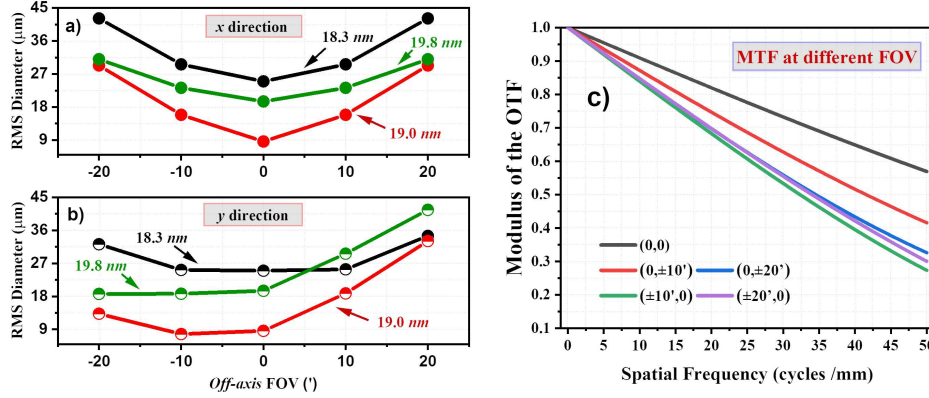 a)
x direction
18.3 nm
19.8 nm
19.0 nm
RMS Diameter (μm)
45
36
27
18
9
-20 -10 0 10 20
b)
y direction
18.3 nm
19.8 nm
19.0 nm
RMS Diameter (μm)
45
36
27
18
9
-20 -10 0 10 20
Off-axis FOV (')
MTF at different FOV
c)
Modulus of the OTF
1.0
0.9
0.8
0.7
0.6
0.5
0.4
0.3
0.2
0.1
(0,0)
(0,±10') (0,±20’)
(±10',0) (±20’,0)
0 5 10 15 20 25 30 35 40 45 50
Spatial Frequency (cycles /mm)